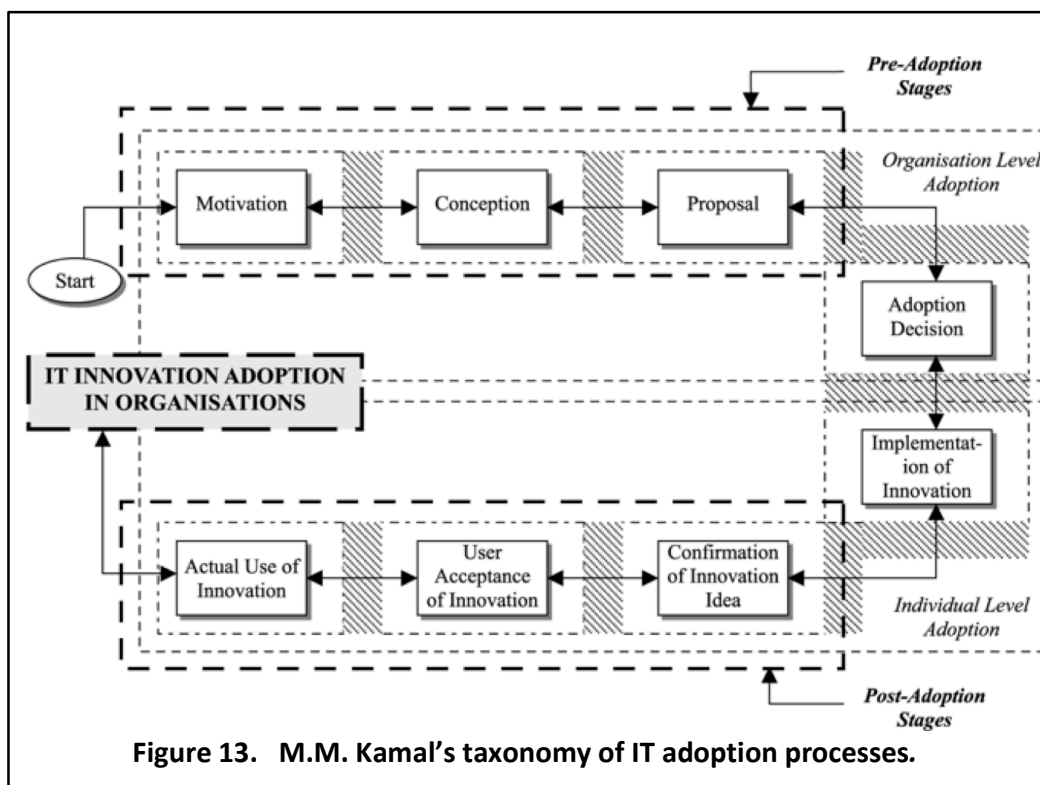 Pre-Adoption
Stages
Organisation Level
Adoption
Motivation
Conception
Proposal
Start
Adoption
Decision
IT INNOVATION ADOPTION
IN ORGANISATIONS
Implementat-
ion of
Innovation
Actual Use of
Innovation
User
Acceptance
of Innovation
Confirmation
of Innovation
Idea
Individual Level
Adoption
Post-Adoption
Stages
Figure 13. M.M. Kamal’s taxonomy of IT adoption processes.